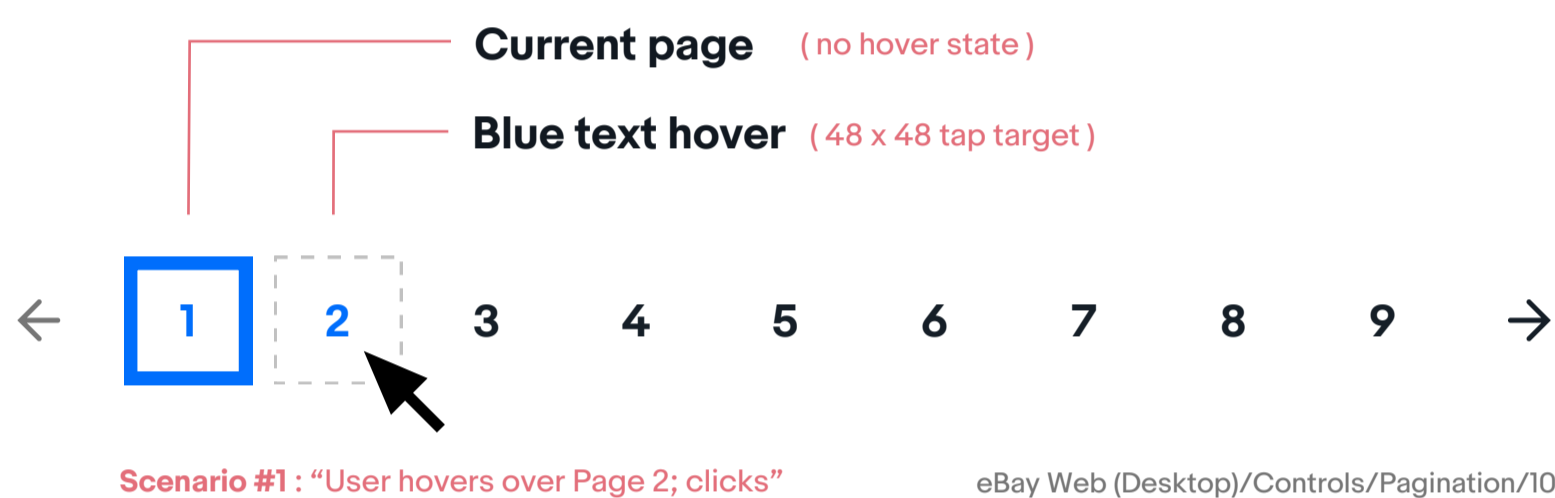 Current page ( no hover state )
Blue text hover ( 48 x 48 tap target )
← 1 2 3 4 5 6 7 8 9 →
Scenario #1 : “User hovers over Page 2; clicks”
eBay Web (Desktop)/Controls/Pagination/10